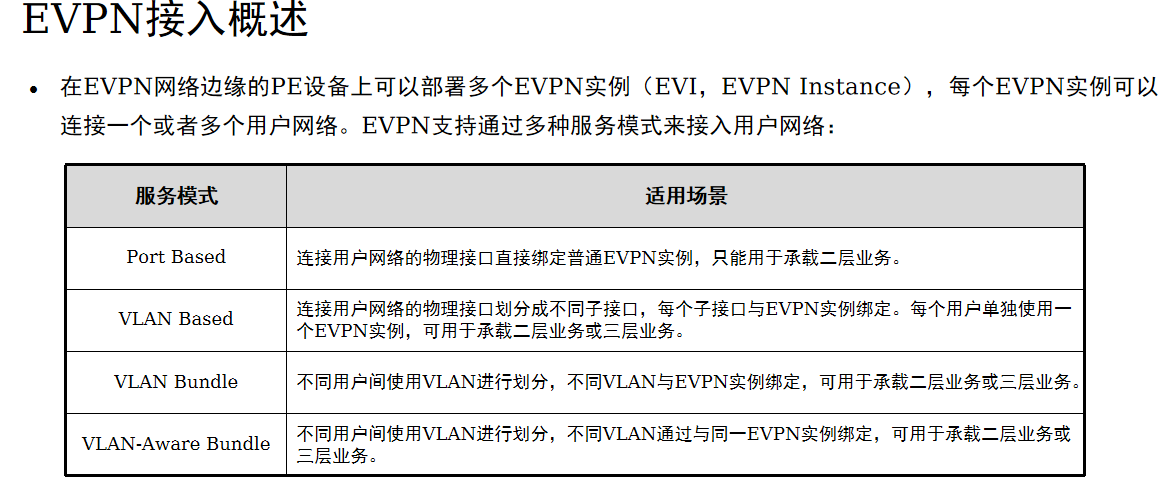 EVPN接入概述
• 在EVPN网络边缘的PE设备上可以部署多个EVPN实例（EVI，EVPN Instance），每个EVPN实例可以
连接一个或者多个用户网络。EVPN支持通过多种服务模式来接入用户网络：
服务模式 适用场景
Port Based 连接用户网络的物理接口直接绑定普通EVPN实例，只能用于承载二层业务。
VLAN Based 连接用户网络的物理接口划分成不同子接口，每个子接口与EVPN实例绑定。每个用户单独使用一
个EVPN实例，可用于承载二层业务或三层业务。
VLAN Bundle 不同用户间使用VLAN进行划分，不同VLAN与EVPN实例绑定，可用于承载二层业务或三层业务。
VLAN-Aware Bundle 不同用户间使用VLAN进行划分，不同VLAN通过与同一EVPN实例绑定，可用于承载二层业务或
三层业务。